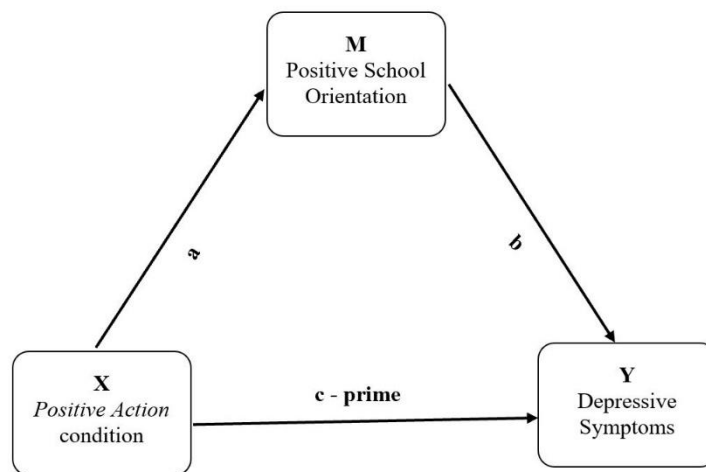 M
Positive School
Orientation
a
b
X
Positive Action
condition
c - prime
Y
Depressive
Symptoms